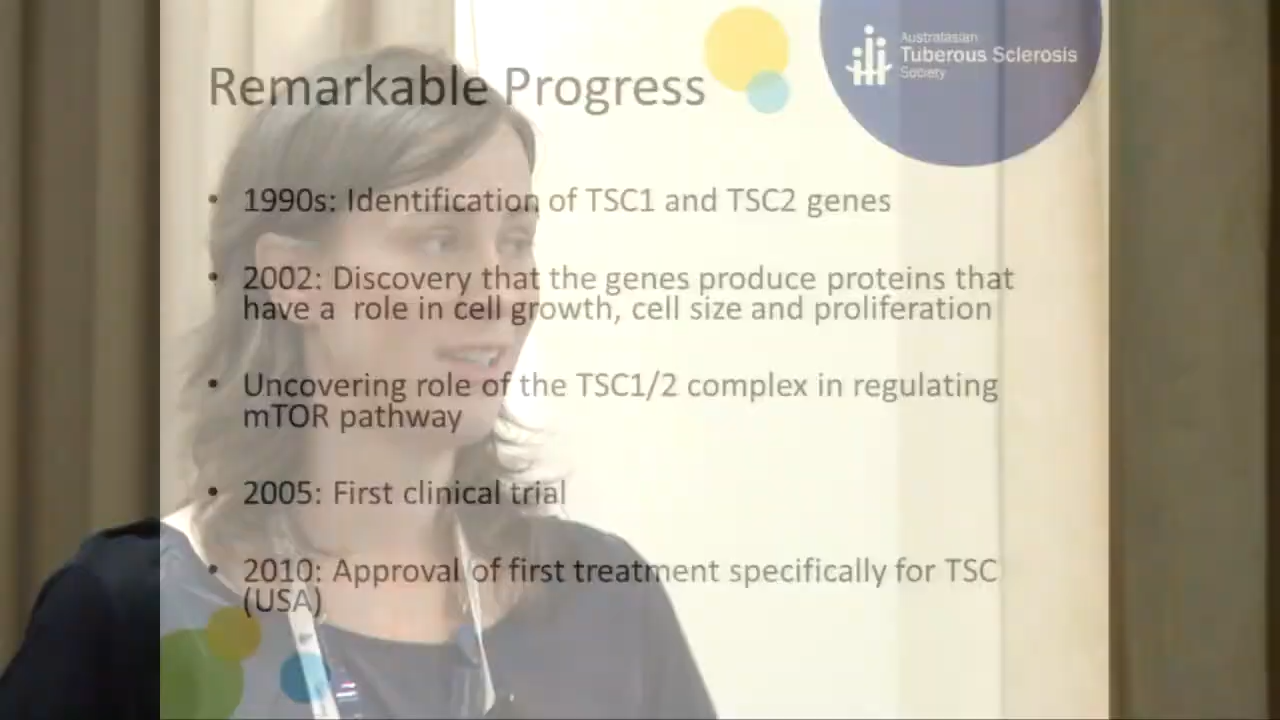 Australasian
Tuberous Sclerosis
Society
Remarkable Progress
• 1990s: Identification of TSC1 and TSC2 genes
• 2002: Discovery that the genes produce proteins that
have a role in cell growth, cell size and proliferation
• Uncovering role of the TSC1/2 complex in regulating
mTOR pathway
• 2005: First clinical trial
• 2010: Approval of first treatment specifically for TSC
(USA)